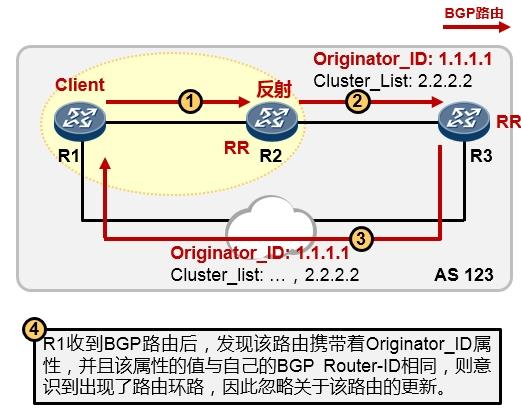 BGP路由
Originator_ID: 1.1.1.1
Cluster_List: 2.2.2.2
Client
反射
1
2
RR
RR
R1
R2
R3
3
Originator_ID: 1.1.1.1
Cluster_list: … , 2.2.2.2
AS 123
4
R1收到BGP路由后，发现该路由携带着Originator_ID属
性，并且该属性的值与自己的BGP Router-ID相同，则意
识到出现了路由环路，因此忽略关于该路由的更新。